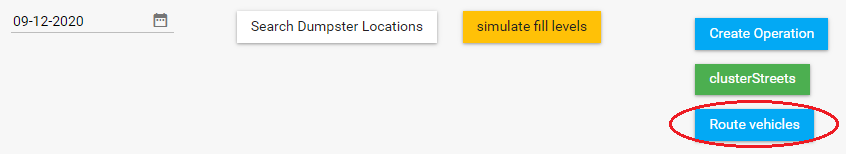 09-12-2020
Search Dumpster Locations
simulate fill levels
Create Operation
clusterStreets
Route vehicles